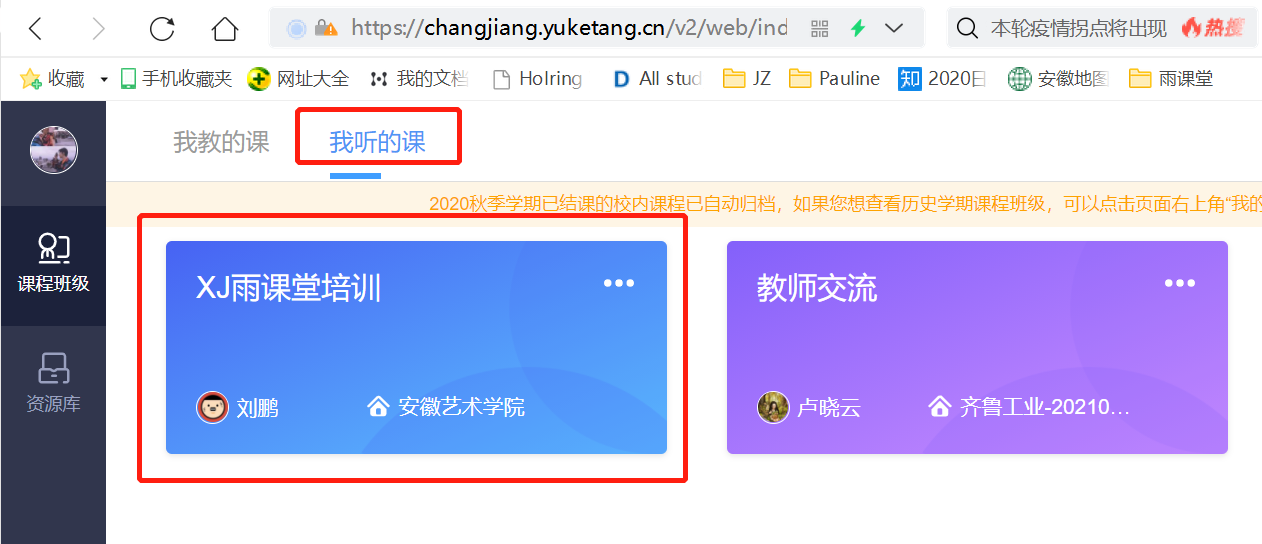 https://changjiang.yuketang.cn/v2/web/ind
本轮疫情拐点将出现 热搜
收藏 手机收藏夹 网址大全 我的文档 Holring All stud JZ Pauline 知 2020日 安徽地图 雨课堂
我教的课 我听的课
2020秋季学期已结课的校内课程已自动归档，如果您想查看历史学期课程班级，可以点击页面右上角“我的
课程班级
资源库
XJ雨课堂培训
刘鹏 安徽艺术学院
教师交流
卢晓云 齐鲁工业-20210...